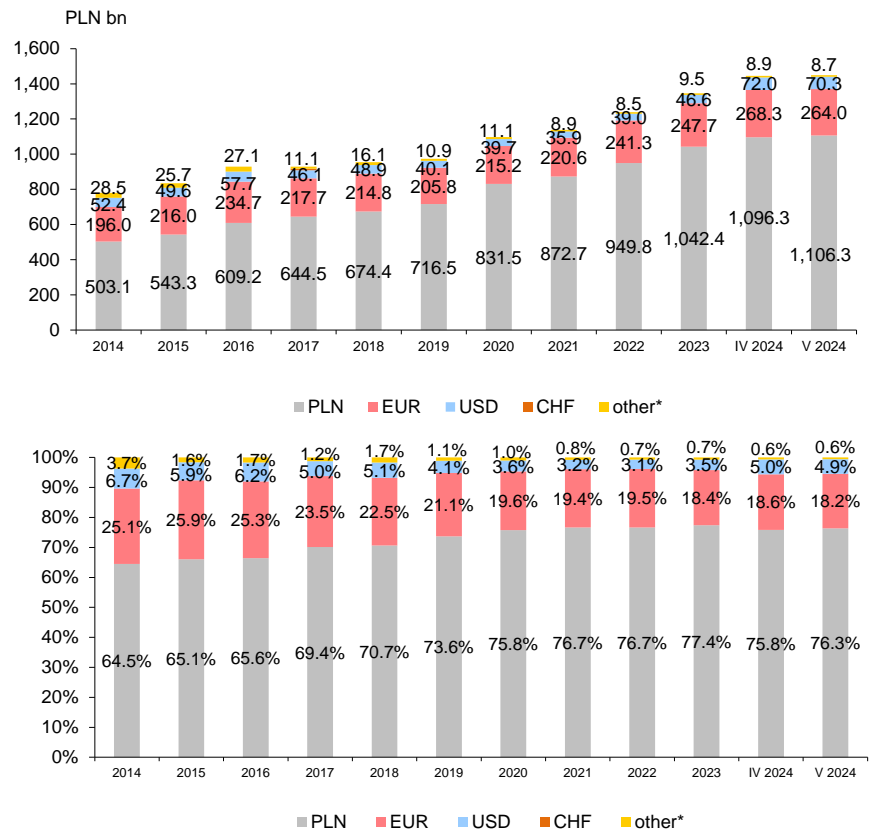 PLN bn
1,600
1,400
1,200
1,000
800
600
400
200
0
28.5 25.7 27.1 11.1 16.1 10.9 11.1 8.9 8.5 9.5 8.9 8.7
52.4 49.6 57.7 46.1 48.9 40.1 39.7 35.9 39.0 46.6 72.0 70.3
196.0 216.0 234.7 217.7 214.8 205.8 215.2 220.6 241.3 247.7 268.3 264.0
503.1 543.3 609.2 644.5 674.4 716.5 831.5 872.7 949.8 1,042.4 1,096.3 1,106.3
2014 2015 2016 2017 2018 2019 2020 2021 2022 2023 IV 2024 V 2024
PLN EUR USD CHF other*
100%
90%
80%
70%
60%
50%
40%
30%
20%
10%
0%
3.7% 1.6% 1.7% 1.2% 1.7% 1.1% 1.0% 0.8% 0.7% 0.7% 0.6% 0.6%
6.7% 5.9% 6.2% 5.0% 5.1% 4.1% 3.6% 3.2% 3.1% 3.5% 5.0% 4.9%
25.1% 25.9% 25.3% 23.5% 22.5% 21.1% 19.6% 19.4% 19.5% 18.4% 18.6% 18.2%
64.5% 65.1% 65.6% 69.4% 70.7% 73.6% 75.8% 76.7% 76.7% 77.4% 75.8% 76.3%
2014 2015 2016 2017 2018 2019 2020 2021 2022 2023 IV 2024 V 2024
PLN EUR USD CHF other*